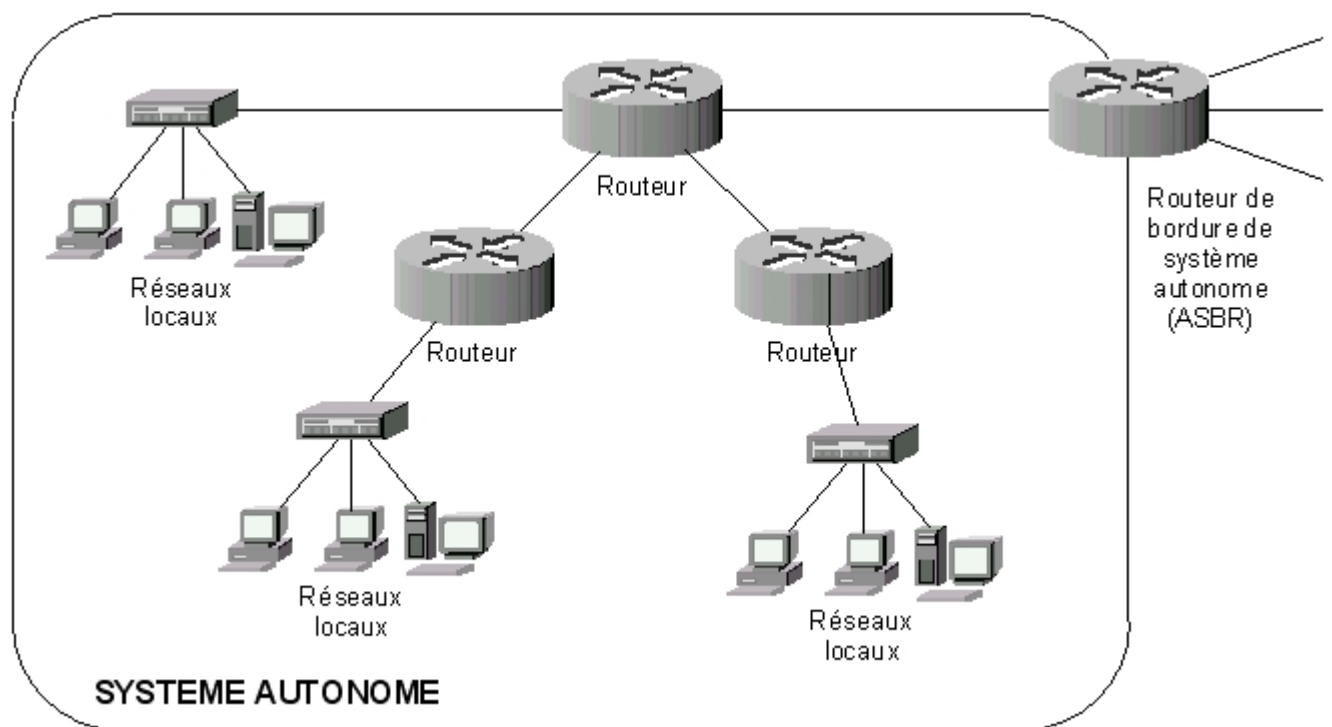 Routeur
Routeur de
bordure de
système
autonome
(ASBR)
Réseaux
locaux
Routeur
Routeur
Réseaux
locaux
Réseaux
locaux
SYSTEME AUTONOME